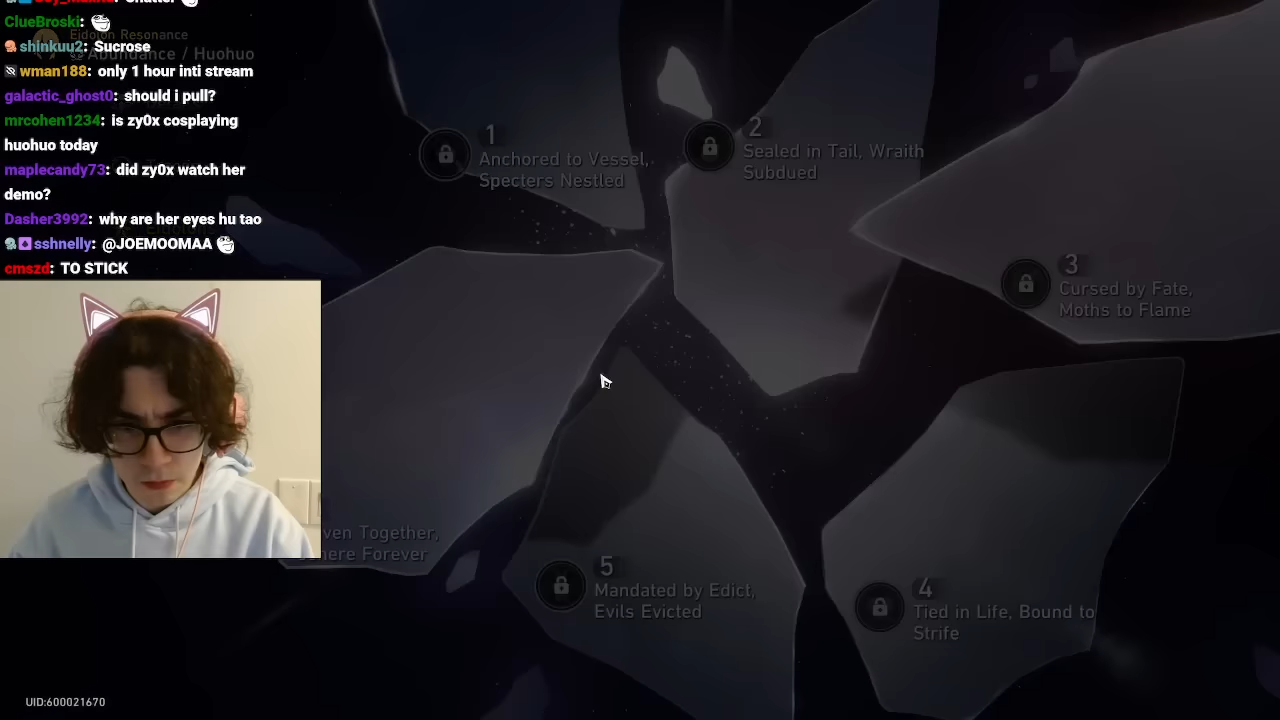 ClueBroski:
Eidolon Resonance
shinkuu2: Sucrose
Abundance / Huohuo
wman188: only 1 hour inti stream
galactic_ghost0: should i pull?
mrcohen1234: is zy0x cosplaying
huohuo today
maplecandy73: did zy0x watch her
demo?
Dasher3992: why are her eyes hu tao
sshnelly: @JOEMOOMAA
cmszd: TO STICK
1
Anchored to Vessel,
Specters Nestled
2
Sealed in Tail, Wraith
Subdued
3
Cursed by Fate,
Moths to Flame
ven Together,
here Forever
5
Mandated by Edict,
Evils Evicted
4
Tied in Life, Bound to
Strife
UID:600021670